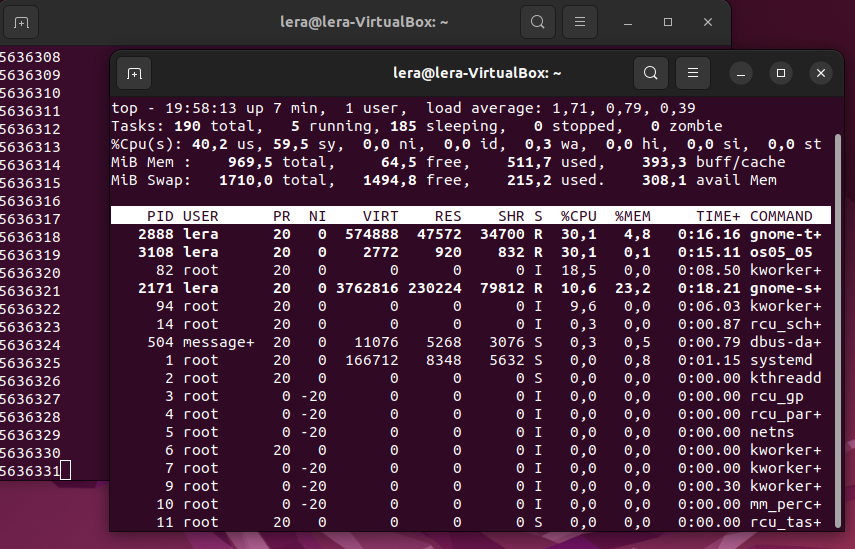 lera@lera-VirtualBox: ~
5636308
5636309
5636310
5636311
5636312
5636313
5636314
5636315
5636316
5636317
5636318
5636319
5636320
5636321
5636322
5636323
5636324
5636325
5636326
5636327
5636328
5636329
5636330
5636331
lera@lera-VirtualBox: ~
top - 19:58:13 up 7 min,  1 user,  load average: 1,71, 0,79, 0,39
Tasks: 190 total,   5 running, 185 sleeping,   0 stopped,   0 zombie
%Cpu(s): 40,2 us, 59,5 sy,  0,0 ni,  0,0 id,  0,3 wa,  0,0 hi,  0,0 si,  0,0 st
MiB Mem :    969,5 total,     64,5 free,    511,7 used,    393,3 buff/cache
MiB Swap:   1710,0 total,   1494,8 free,    215,2 used.    308,1 avail Mem
PID USER      PR  NI    VIRT    RES    SHR S  %CPU  %MEM     TIME+ COMMAND
2888 lera      20   0  574888  47572  34700 R  30,1   4,8   0:16.16 gnome-t+
3108 lera      20   0    2772    920    832 R  30,1   0,1   0:15.11 os05_05
82 root      20   0       0      0      0 I  18,5   0,0   0:08.50 kworker+
2171 lera      20   0 3762816 230224  79812 R  10,6  23,2   0:18.21 gnome-s+
94 root      20   0       0      0      0 I   9,6   0,0   0:06.03 kworker+
14 root      20   0       0      0      0 I   0,3   0,0   0:00.87 rcu_sch+
504 message+  20   0   11076   5268   3076 S   0,3   0,5   0:00.79 dbus-da+
1 root      20   0  166712   8348   5632 S   0,0   0,8   0:01.15 systemd
2 root      20   0       0      0      0 S   0,0   0,0   0:00.00 kthreadd
3 root       0 -20       0      0      0 I   0,0   0,0   0:00.00 rcu_gp
4 root       0 -20       0      0      0 I   0,0   0,0   0:00.00 rcu_par+
5 root       0 -20       0      0      0 I   0,0   0,0   0:00.00 netns
6 root      20   0       0      0      0 I   0,0   0,0   0:00.00 kworker+
7 root       0 -20       0      0      0 I   0,0   0,0   0:00.00 kworker+
9 root       0 -20       0      0      0 I   0,0   0,0   0:00.30 kworker+
10 root       0 -20       0      0      0 I   0,0   0,0   0:00.00 mm_perc+
11 root      20   0       0      0      0 S   0,0   0,0   0:00.00 rcu_tas+